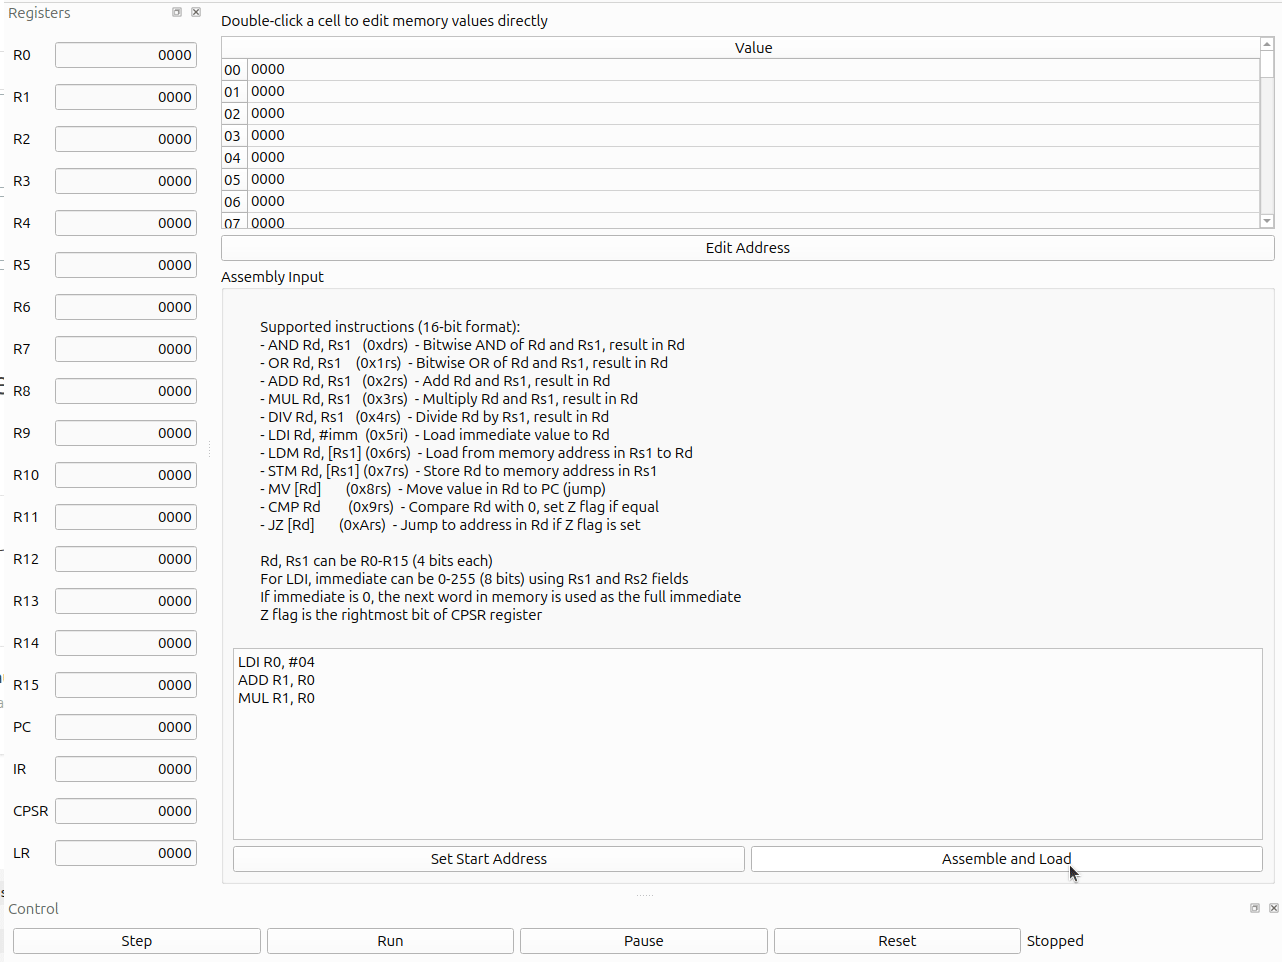 Registers
R0 0000
R1 0000
R2 0000
R3 0000
R4 0000
R5 0000
R6 0000
R7 0000
R8 0000
R9 0000
R10 0000
R11 0000
R12 0000
R13 0000
R14 0000
R15 0000
PC 0000
IR 0000
CPSR 0000
LR 0000
Double-click a cell to edit memory values directly
Value
00 0000
01 0000
02 0000
03 0000
04 0000
05 0000
06 0000
07 0000
Edit Address
Assembly Input
Supported instructions (16-bit format):
- AND Rd, Rs1 (0xdrs) - Bitwise AND of Rd and Rs1, result in Rd
- OR Rd, Rs1 (0x1rs) - Bitwise OR of Rd and Rs1, result in Rd
- ADD Rd, Rs1 (0x2rs) - Add Rd and Rs1, result in Rd
- MUL Rd, Rs1 (0x3rs) - Multiply Rd and Rs1, result in Rd
- DIV Rd, Rs1 (0x4rs) - Divide Rd by Rs1, result in Rd
- LDI Rd, #imm (0x5ri) - Load immediate value to Rd
- LDM Rd, [Rs1] (0x6rs) - Load from memory address in Rs1 to Rd
- STM Rd, [Rs1] (0x7rs) - Store Rd to memory address in Rs1
- MV [Rd] (0x8rs) - Move value in Rd to PC (jump)
- CMP Rd (0x9rs) - Compare Rd with 0, set Z flag if equal
- JZ [Rd] (0xArs) - Jump to address in Rd if Z flag is set
Rd, Rs1 can be R0-R15 (4 bits each)
For LDI, immediate can be 0-255 (8 bits) using Rs1 and Rs2 fields
If immediate is 0, the next word in memory is used as the full immediate
Z flag is the rightmost bit of CPSR register
LDI R0, #04
ADD R1, R0
MUL R1, R0
Set Start Address
Assemble and Load
Control
Step
Run
Pause
Reset
Stopped